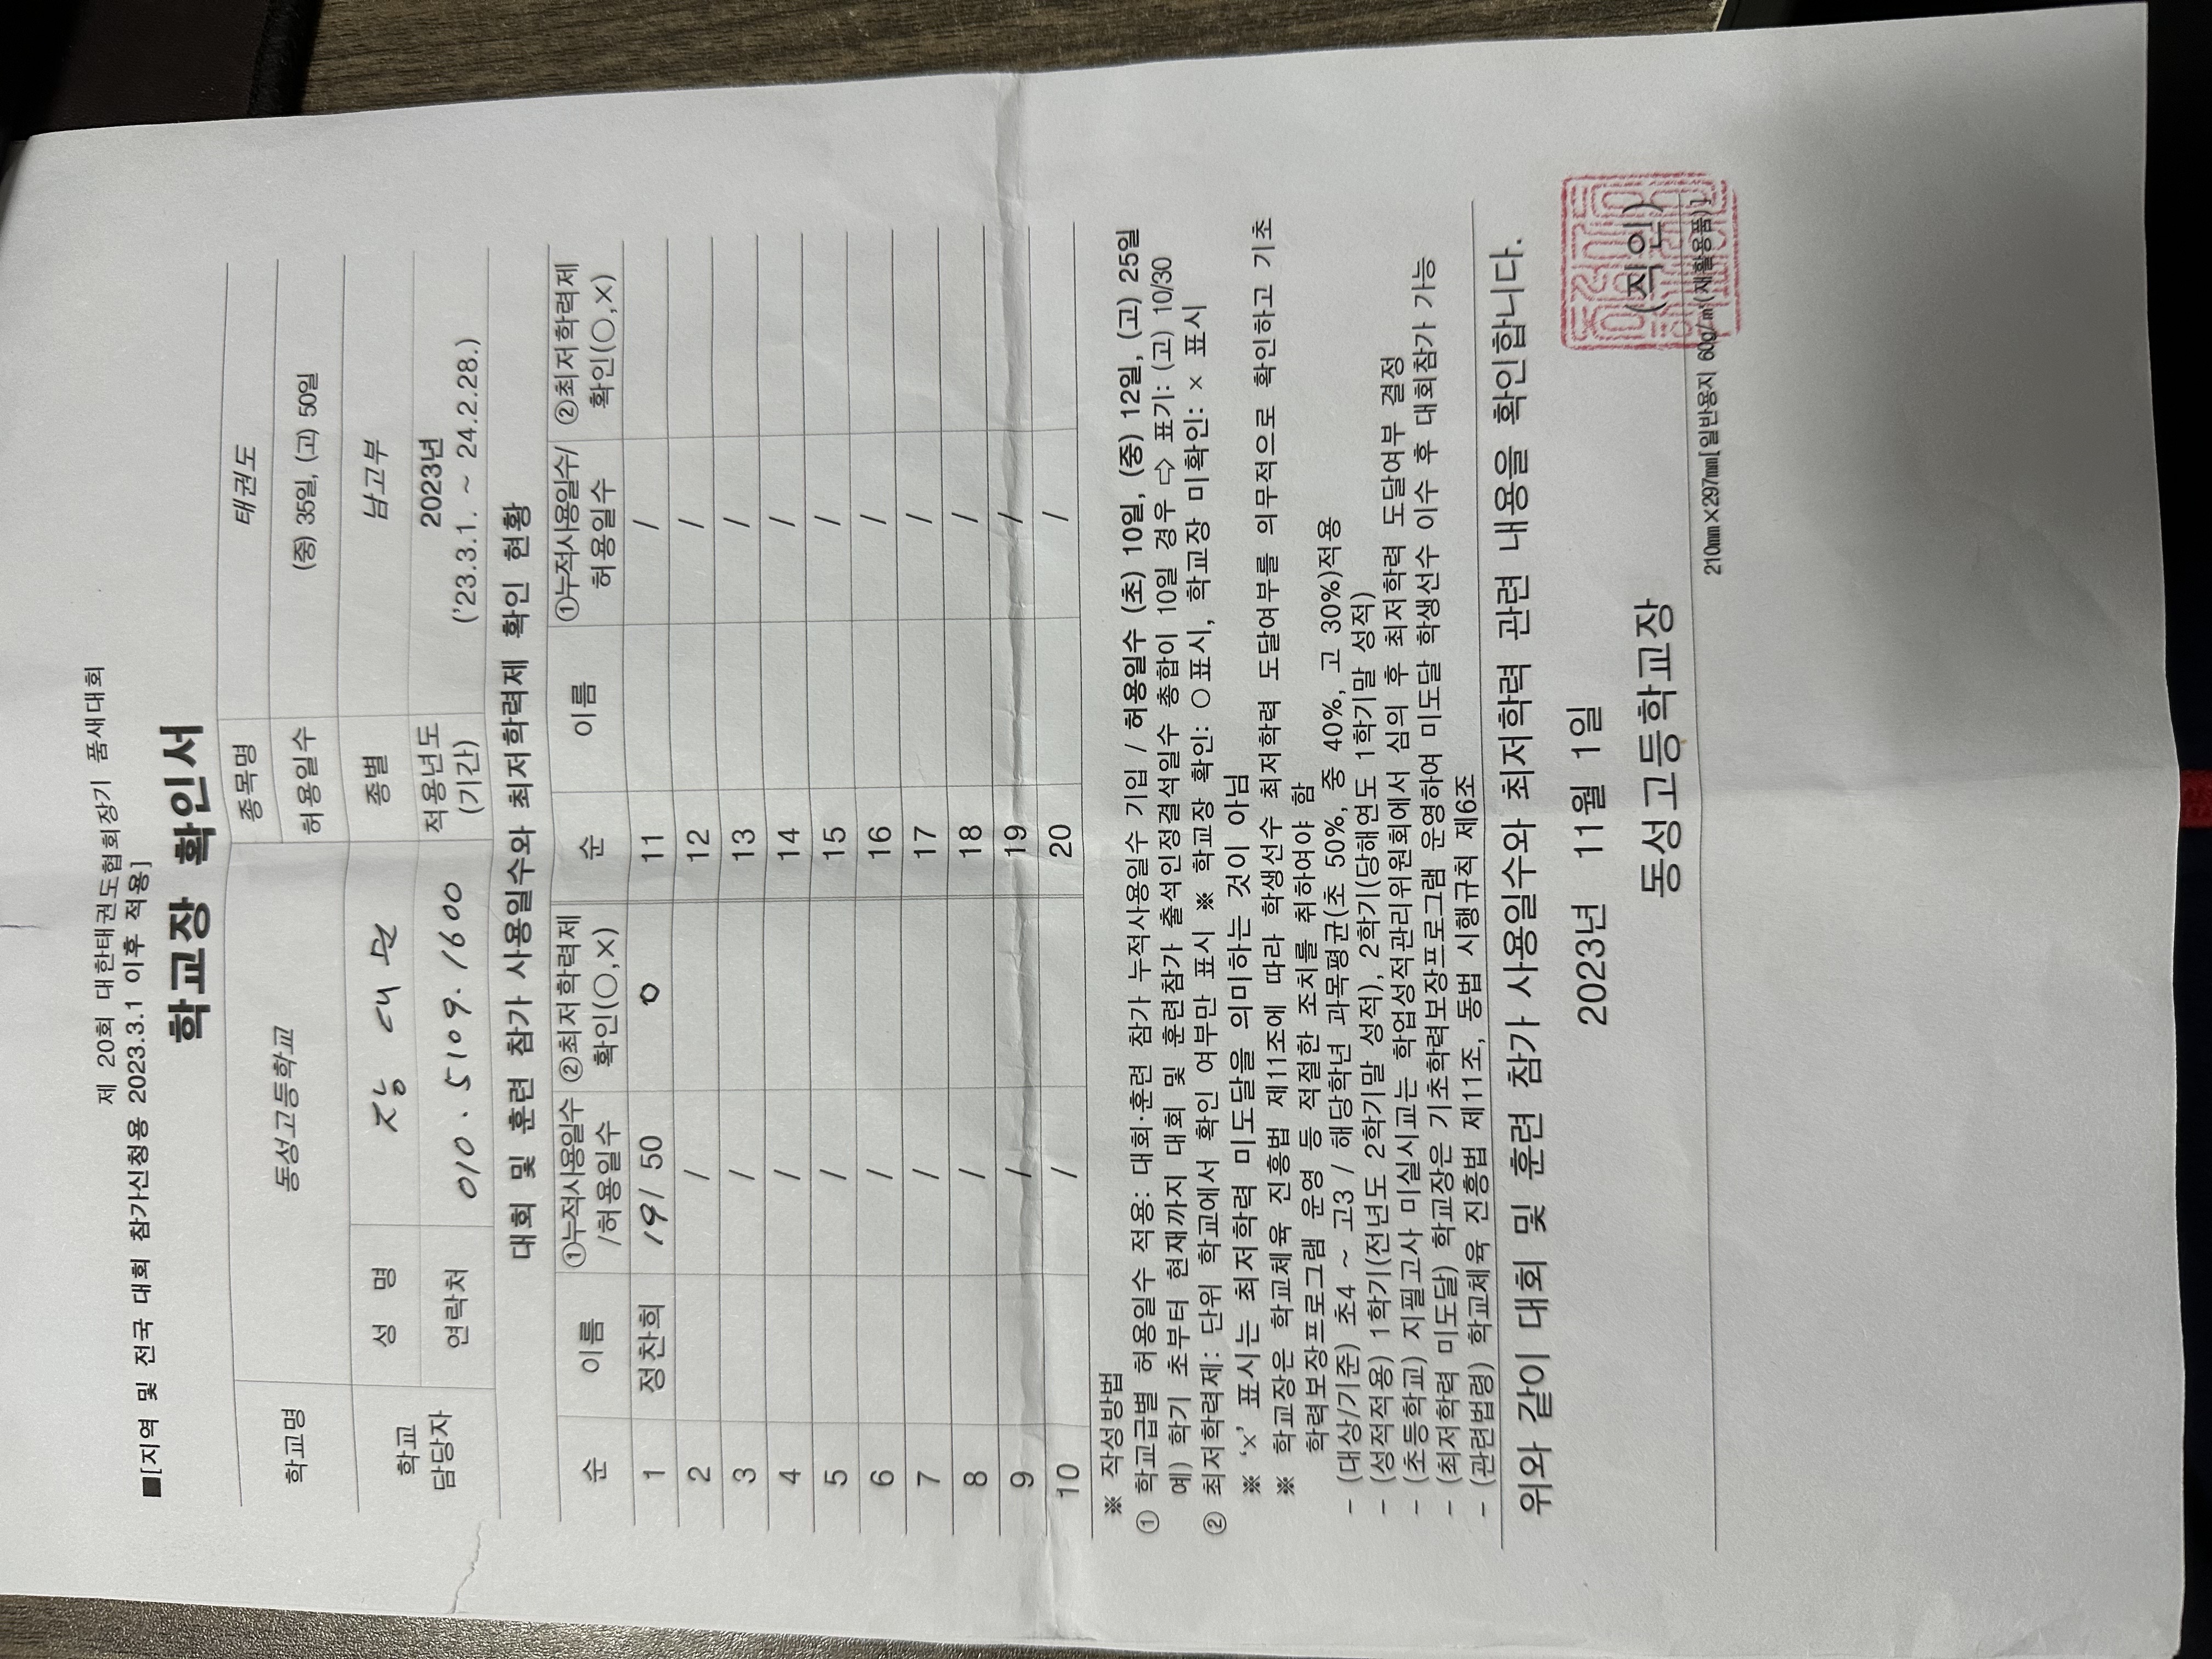 제 20회 대한태권도협회장기 품새대회
■[지역 및 전국 대회 참가신청용 2023.3.1 이후 적용]
학교장 확인서
학교명 동성고등학교 종목명 태권도
허용일수 (중) 35일, (고) 50일
학교 담당자 성 명 장 대 종별 남고부
연락처 010 . 5109 . 1600 적용년도 (기간) 2023년 ('23.3.1. ~ 24.2.28.)
대회 및 훈련 참가 사용일수와 최저학력제 확인 현황
순 이름 ①누적사용일수 /허용일수 ②최저학력제 확인(○,×) 순 이름 ①누적사용일수/ 허용일수 ②최저학력제 확인(○,×)
1 정찬희 19/ 50 o 11 /
2 / 12 /
3 / 13 /
4 / 14 /
5 / 15 /
6 / 16 /
7 / 17 /
8 / 18 /
9 / 19 /
10 / 20 /
※ 작성방법
① 학교급별 허용일수 적용: 대회·훈련 참가 누적사용일수 기입 / 허용일수 (초) 10일, (중) 12일, (고) 25일
예) 학기 초부터 현재까지 대회 및 훈련참가 출석인정결석일수 총합이 10일 경우 ⇨ 표기: (고) 10/30
② 최저학력제: 단위 학교에서 확인 여부만 표시 ※ 학교장 확인: ○ 표시, 학교장 미확인: × 표시
※ '×' 표시는 최저학력 미도달을 의미하는 것이 아님
※ 학교장은 학교체육 진흥법 제11조에 따라 학생선수 최저학력 도달여부를 의무적으로 확인하고 기초
학력보장프로그램 운영 등 적절한 조치를 취하여야 함
- (대상/기준) 초4 ~ 고3 / 해당학년 과목평균(초 50%, 중 40%, 고 30%)적용
- (성적적용) 1학기(전년도 2학기말 성적), 2학기(당해연도 1학기말 성적)
- (초등학교) 지필고사 미실시교는 학업성적관리위원회에서 심의 후 최저학력 도달여부 결정
- (최저학력 미도달) 학교장은 기초학력보장프로그램 운영하여 미도달 학생선수 이수 후 대회참가 가능
- (관련법령) 학교체육 진흥법 제11조, 동법 시행규칙 제6조
위와 같이 대회 및 훈련 참가 사용일수와 최저학력 관련 내용을 확인합니다.
2023년 11월 1일
동성고등학교장 (직인)
210㎜×297㎜[일반용지 60g/㎡(재활용품)]